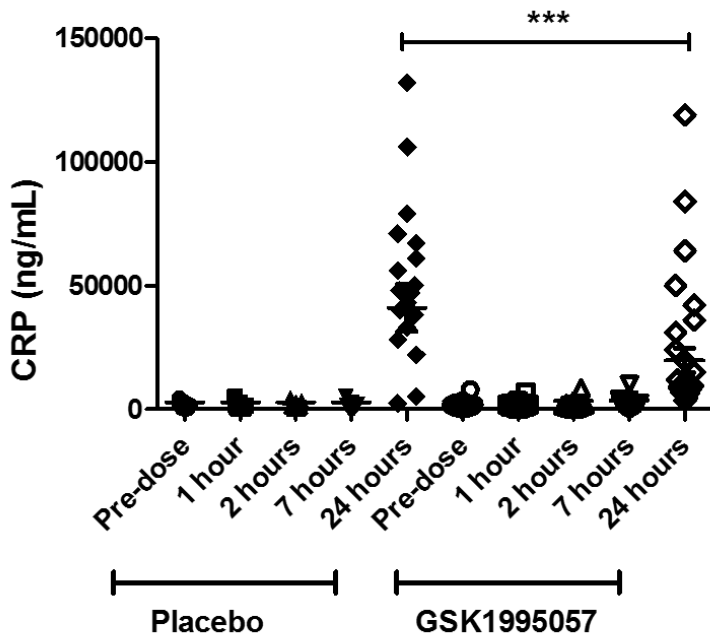 ***
150000
100000
50000
0
CRP (ng/mL)
Pre-dose
1 hour
2 hours
7 hours
24 hours
Pre-dose
1 hour
2 hours
7 hours
24 hours
Placebo
GSK1995057